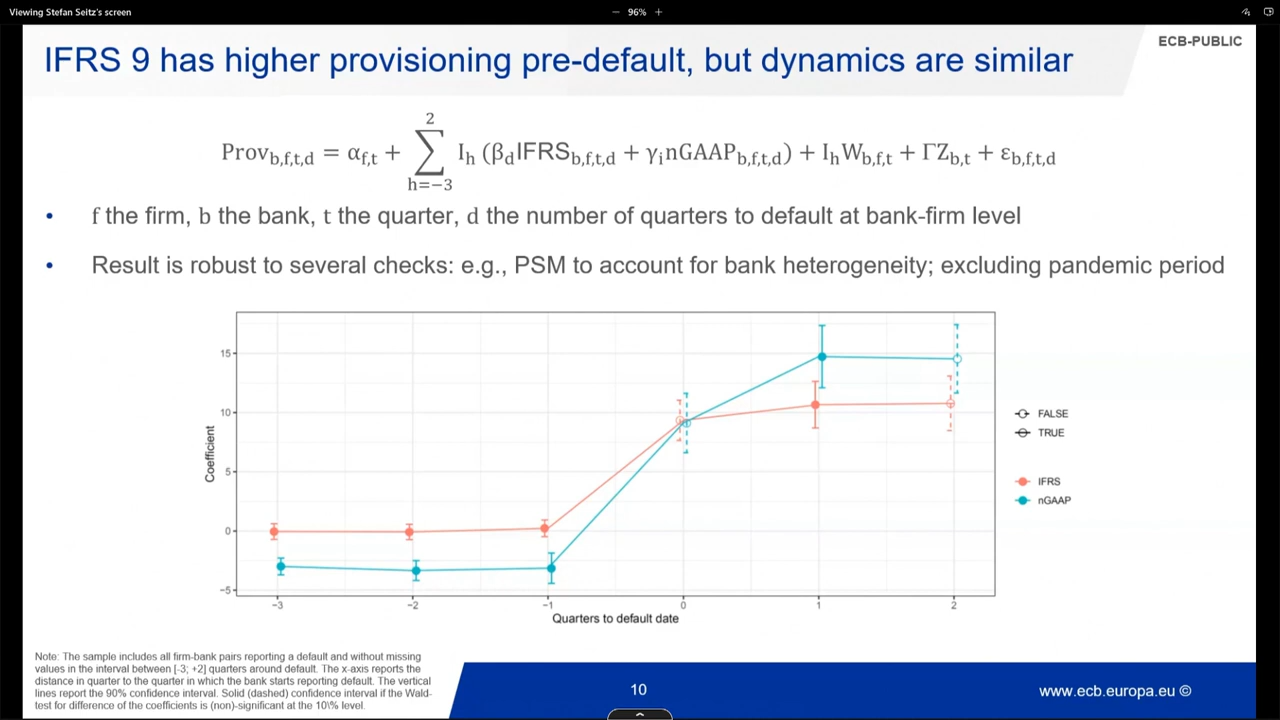 Viewing Stefan Seitz's screen
− 96% +
ECB-PUBLIC
IFRS 9 has higher provisioning pre-default, but dynamics are similar
Prov_b,f,t,d = α_f,t + ∑_{h=−3}^{2} I_h (β_d IFRS_b,f,t,d + γ_i nGAAP_b,f,t,d) + I_h W_b,f,t + ΓZ_b,t + ε_b,f,t,d
• f the firm, b the bank, t the quarter, d the number of quarters to default at bank-firm level
• Result is robust to several checks: e.g., PSM to account for bank heterogeneity; excluding pandemic period
15
10
5
0
−5
Coefficient
−3 −2 −1 0 1 2
Quarters to default date
FALSE
TRUE
IFRS
nGAAP
Note: The sample includes all firm-bank pairs reporting a default and without missing
values in the interval between [-3; +2] quarters around default. The x-axis reports the
distance in quarter to the quarter in which the bank starts reporting default. The vertical
lines report the 90% confidence interval. Solid (dashed) confidence interval if the Wald-
test for difference of the coefficients is (non)-significant at the 10\% level.
10
www.ecb.europa.eu ©